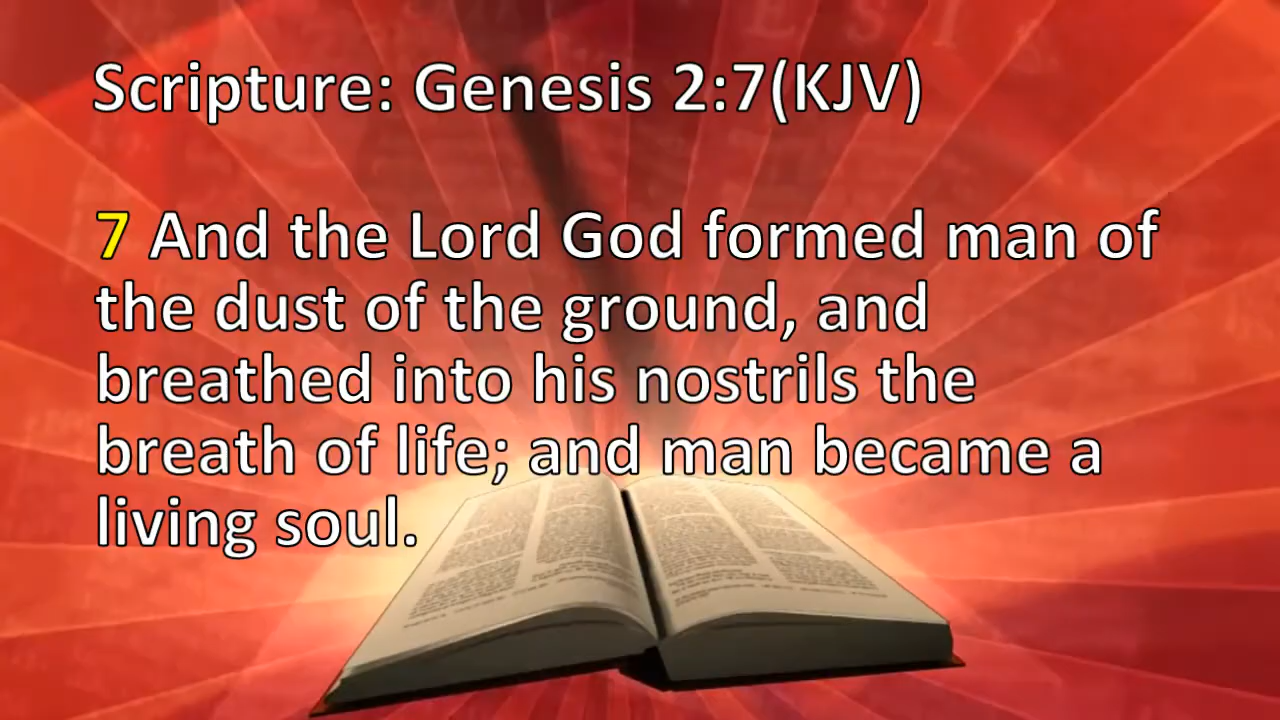 Scripture: Genesis 2:7(KJV)
7 And the Lord God formed man of
the dust of the ground, and
breathed into his nostrils the
breath of life; and man became a
living soul.